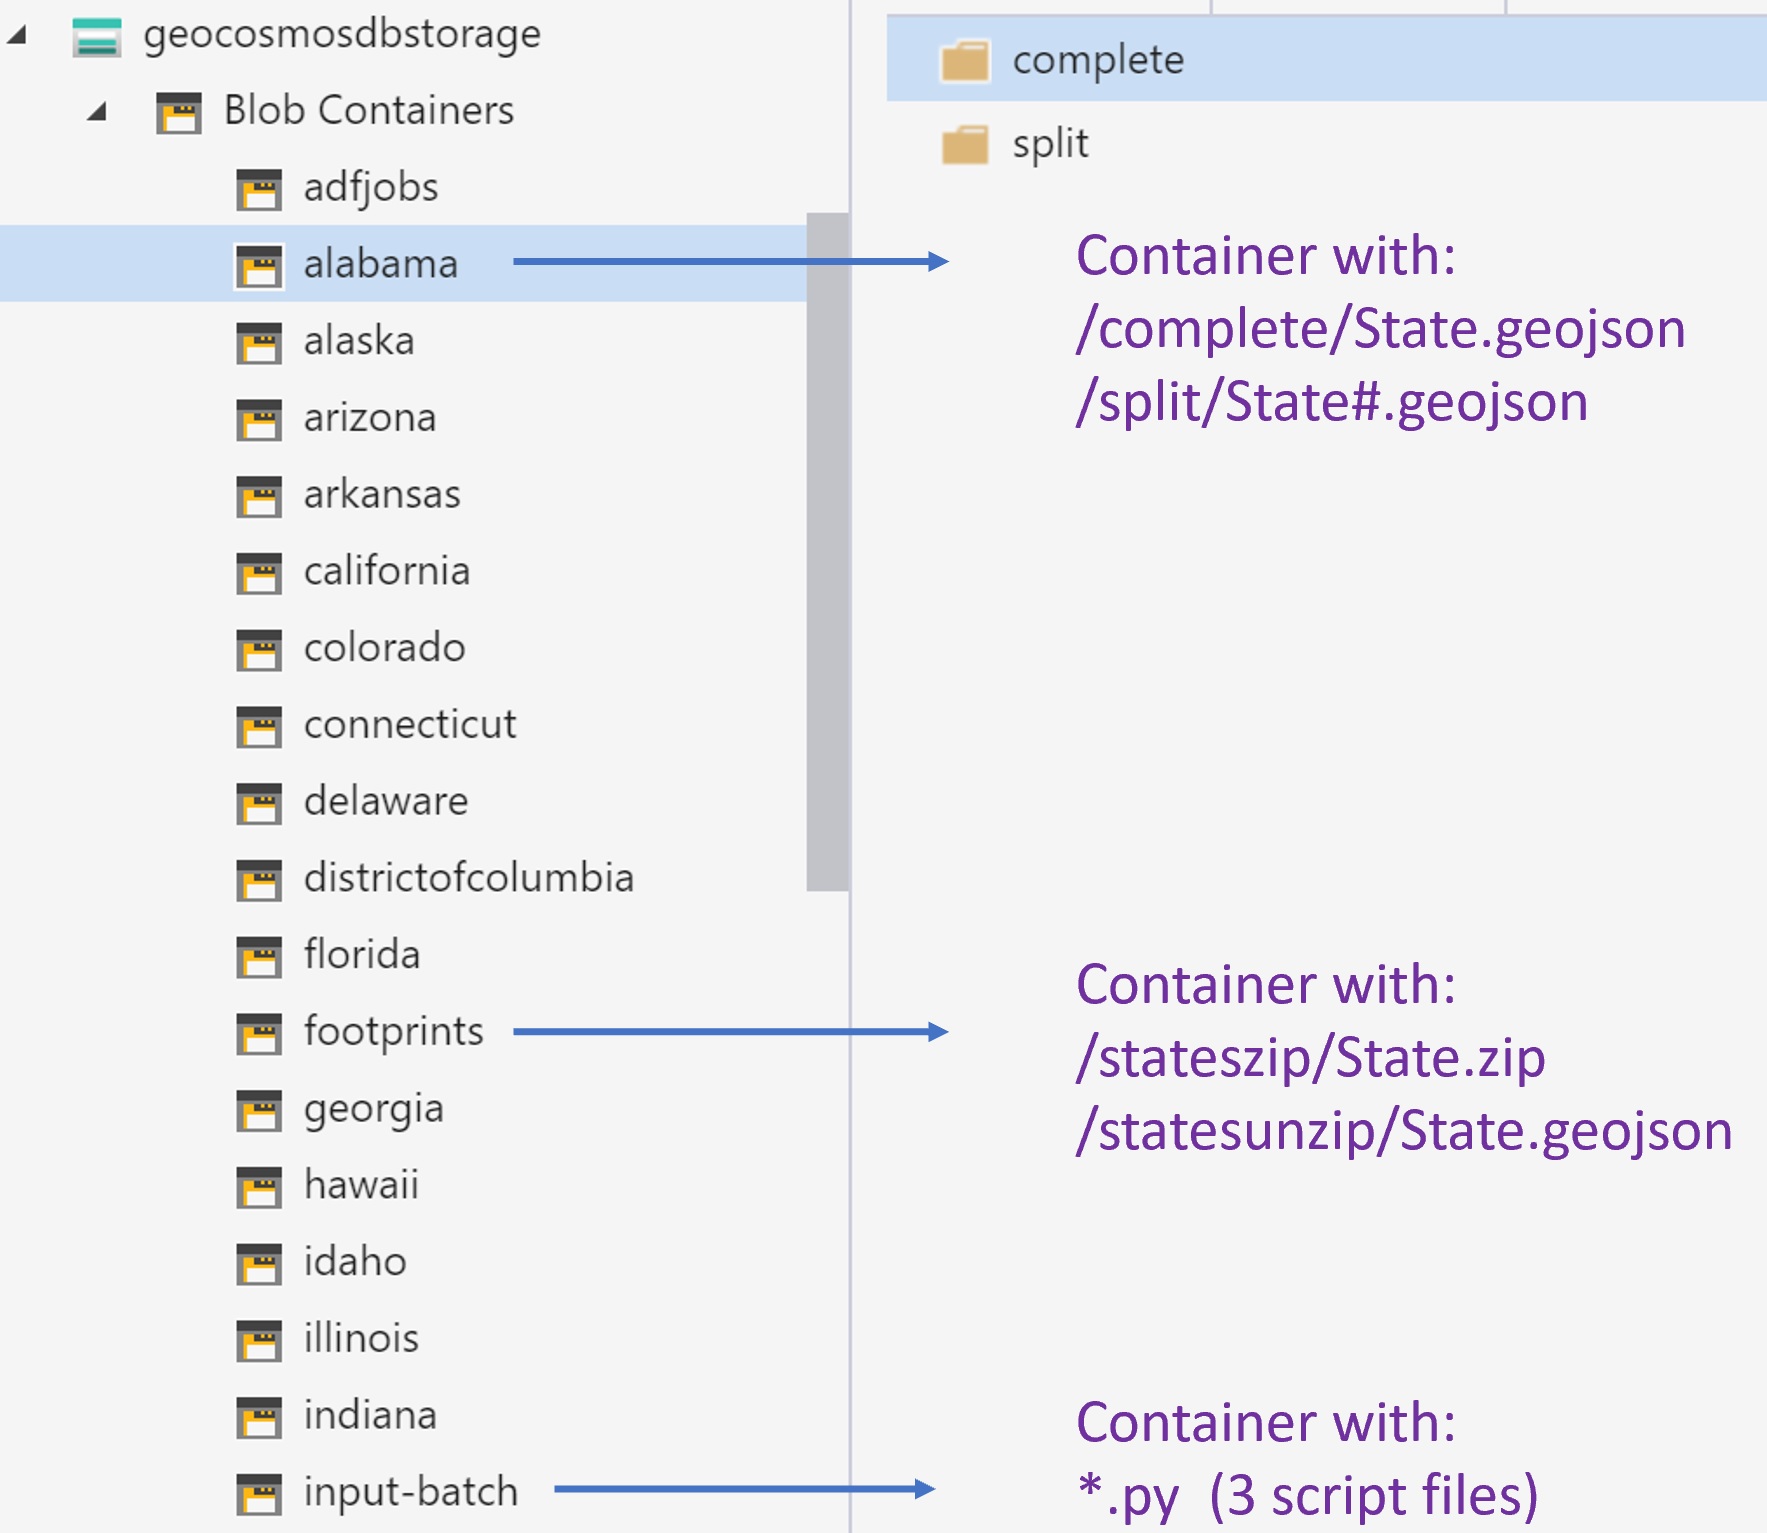 geocosmosdbstorage
Blob Containers
adfjobs
alabama
alaska
arizona
arkansas
california
colorado
connecticut
delaware
districtofcolumbia
florida
footprints
georgia
hawaii
idaho
illinois
indiana
input-batch
complete
split
Container with:
/complete/State.geojson
/split/State#.geojson
Container with:
/stateszip/State.zip
/statesunzip/State.geojson
Container with:
*.py (3 script files)